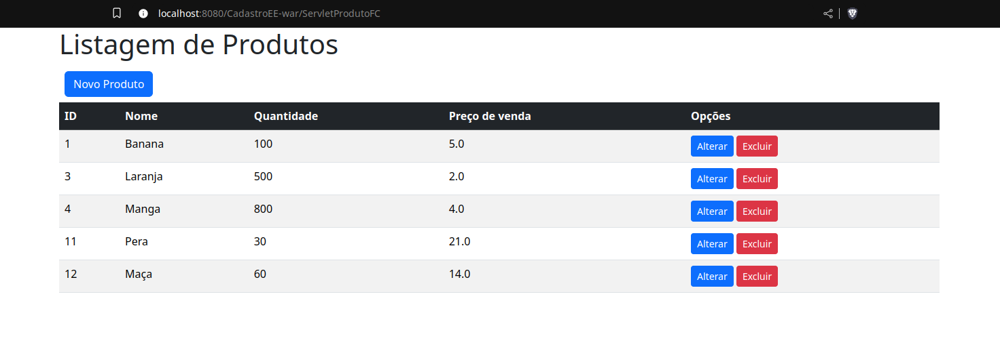 localhost:8080/CadastroEE-war/ServletProdutoFC
Listagem de Produtos
Novo Produto
ID Nome Quantidade Preço de venda Opções
1 Banana 100 5.0 Alterar Excluir
3 Laranja 500 2.0 Alterar Excluir
4 Manga 800 4.0 Alterar Excluir
11 Pera 30 21.0 Alterar Excluir
12 Maça 60 14.0 Alterar Excluir